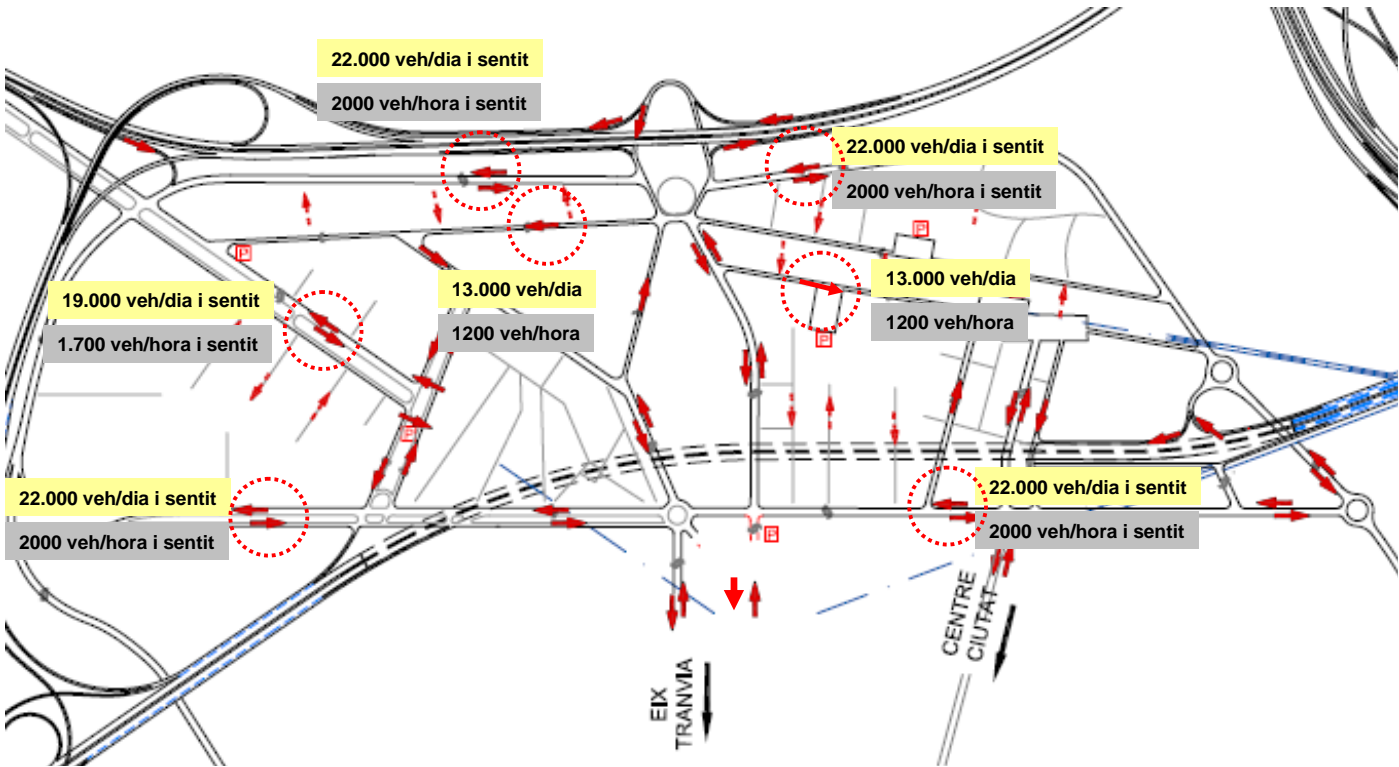 22.000 veh/dia i sentit
2000 veh/hora i sentit
22.000 veh/dia i sentit
2000 veh/hora i sentit
P
P
19.000 veh/dia i sentit
1.700 veh/hora i sentit
13.000 veh/dia
1200 veh/hora
13.000 veh/dia
1200 veh/hora
P
P
22.000 veh/dia i sentit
2000 veh/hora i sentit
22.000 veh/dia i sentit
2000 veh/hora i sentit
P
EIX
TRANVIA
CENTRE
CIUTAT